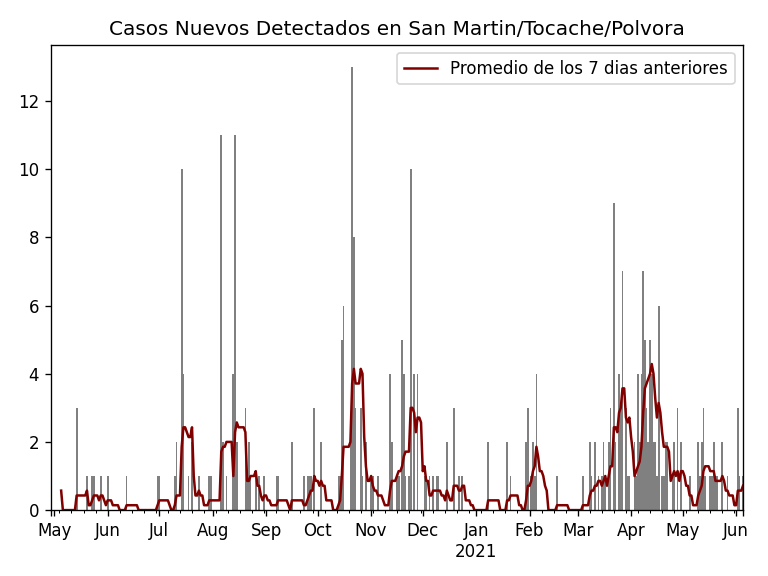 Casos Nuevos Detectados en San Martin/Tocache/Polvora
Promedio de los 7 dias anteriores
12
10
8
6
4
2
0
May Jun Jul Aug Sep Oct Nov Dec Jan Feb Mar Apr May Jun
2021